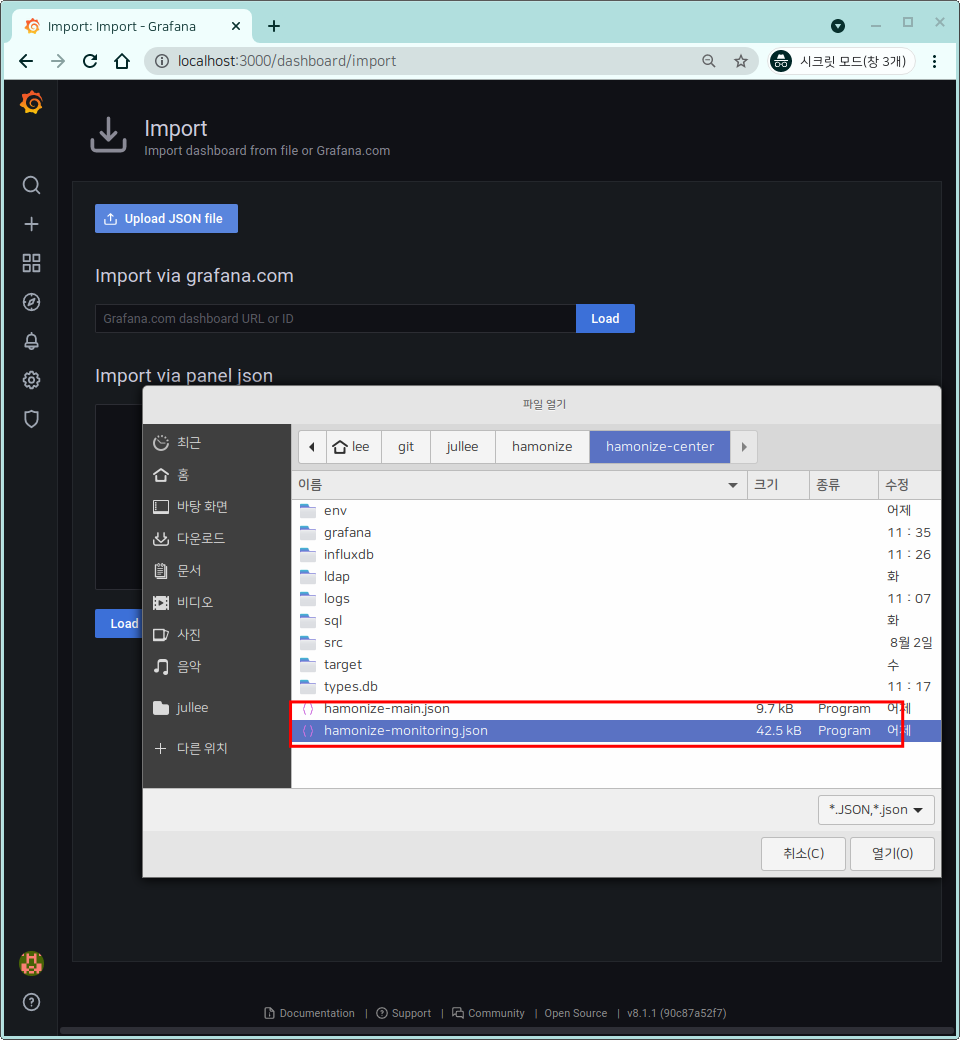 Import: Import - Grafana
localhost:3000/dashboard/import
시크릿 모드(창 3개)
Import
Import dashboard from file or Grafana.com
Upload JSON file
Import via grafana.com
Grafana.com dashboard URL or ID
Load
Import via panel json
파일 열기
최근
홈
바탕 화면
다운로드
문서
비디오
사진
음악
jullee
다른 위치
lee git jullee hamonize hamonize-center
이름 크기 종류 수정
env 어제
grafana 11 : 35
influxdb 11 : 26
ldap 화
logs 11 : 07
sql 화
src 8월 2일
target 수
types.db 11 : 17
hamonize-main.json 9.7 kB Program 어제
hamonize-monitoring.json 42.5 kB Program 어제
*.JSON,*.json
취소(C) 열기(O)
Load
Documentation | Support | Community | Open Source | v8.1.1 (90c87a52f7)